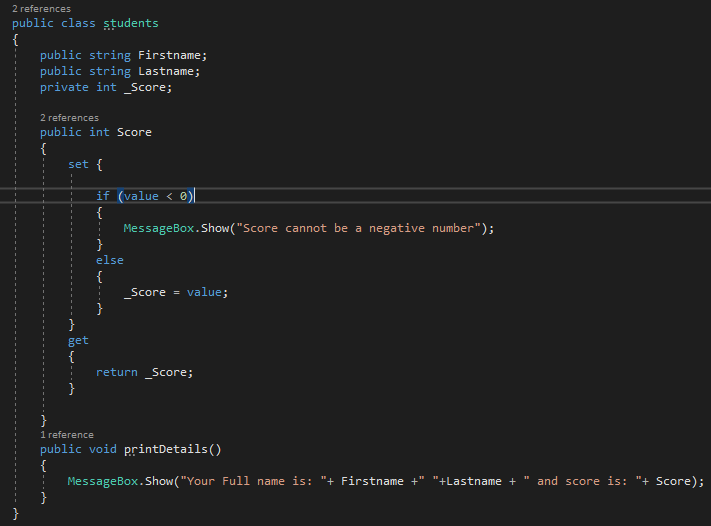 2 references
public class students
{
public string Firstname;
public string Lastname;
private int _Score;
2 references
public int Score
{
set {
if (value < 0)
{
MessageBox.Show("Score cannot be a negative number");
}
else
{
_Score = value;
}
}
get
{
return _Score;
}
}
1 reference
public void printDetails()
{
MessageBox.Show("Your Full name is: "+ Firstname +" "+Lastname + " and score is: "+ Score);
}
}